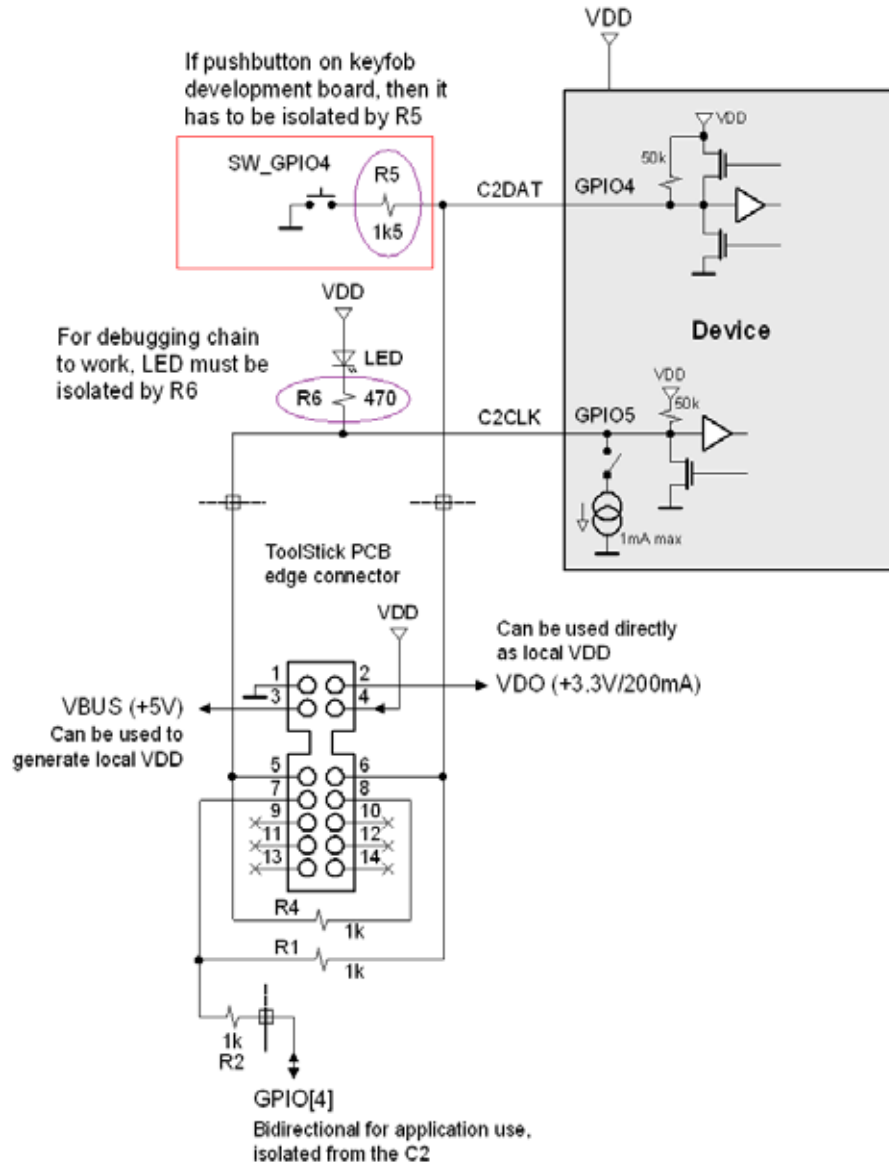 VDD
If pushbutton on keyfob
development board, then it
has to be isolated by R5
SW_GPIO4
R5
1k5
C2DAT
GPIO4
VDD
50k
Device
VDD
For debugging chain
to work, LED must be
isolated by R6
LED
R6
470
C2CLK
GPIO5
VDD
50k
1mA max
ToolStick PCB
edge connector
VDD
Can be used directly
as local VDD
VDO (+3.3V/200mA)
VBUS (+5V)
Can be used to
generate local VDD
1 2
3 4
5 6
7 8
9 10
11 12
13 14
R4
1k
R1
1k
1k
R2
GPIO[4]
Bidirectional for application use,
isolated from the C2